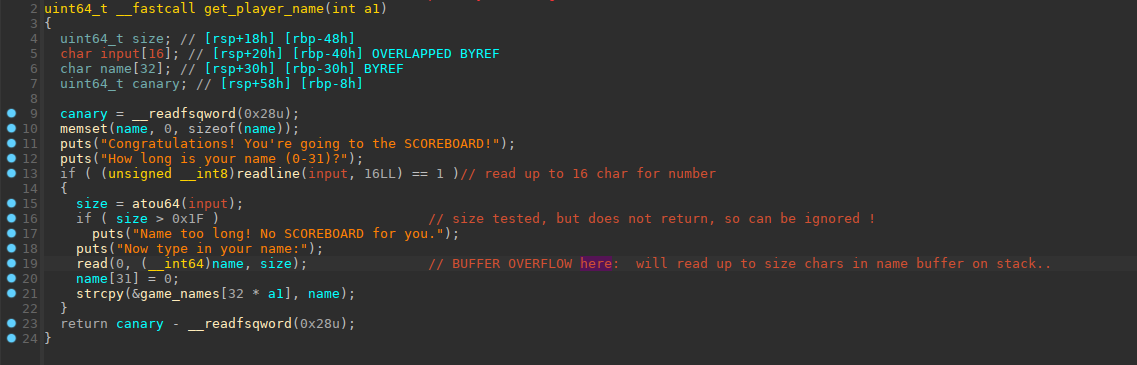 2 uint64_t __fastcall get_player_name(int a1)
3 {
4 uint64_t size; // [rsp+18h] [rbp-48h]
5 char input[16]; // [rsp+20h] [rbp-40h] OVERLAPPED BYREF
6 char name[32]; // [rsp+30h] [rbp-30h] BYREF
7 uint64_t canary; // [rsp+58h] [rbp-8h]
8
9 canary = __readfsqword(0x28u);
10 memset(name, 0, sizeof(name));
11 puts("Congratulations! You're going to the SCOREBOARD!");
12 puts("How long is your name (0-31)?");
13 if ( (unsigned __int8)readline(input, 16LL) == 1 )// read up to 16 char for number
14 {
15 size = atou64(input);
16 if ( size > 0x1F ) // size tested, but does not return, so can be ignored !
17 puts("Name too long! No SCOREBOARD for you.");
18 puts("Now type in your name:");
19 read(0, (__int64)name, size); // BUFFER OVERFLOW here: will read up to size chars in name buffer on stack..
20 name[31] = 0;
21 strcpy(&game_names[32 * a1], name);
22 }
23 return canary - __readfsqword(0x28u);
24 }